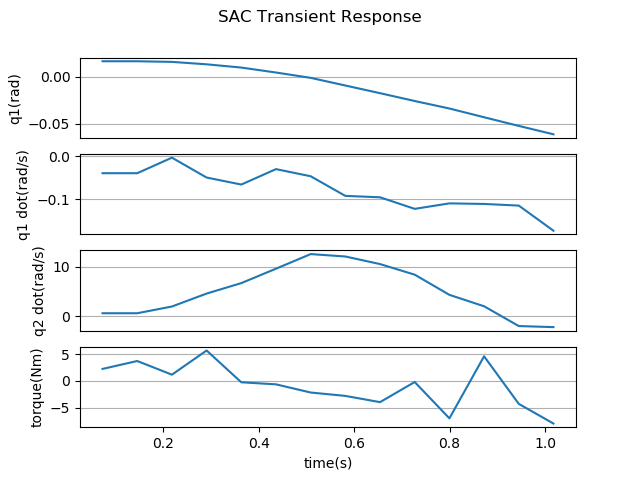 SAC Transient Response
q1(rad)
0.00
−0.05
q1 dot(rad/s)
0.0
−0.1
q2 dot(rad/s)
10
0
torque(Nm)
5
0
−5
0.2 0.4 0.6 0.8 1.0
time(s)